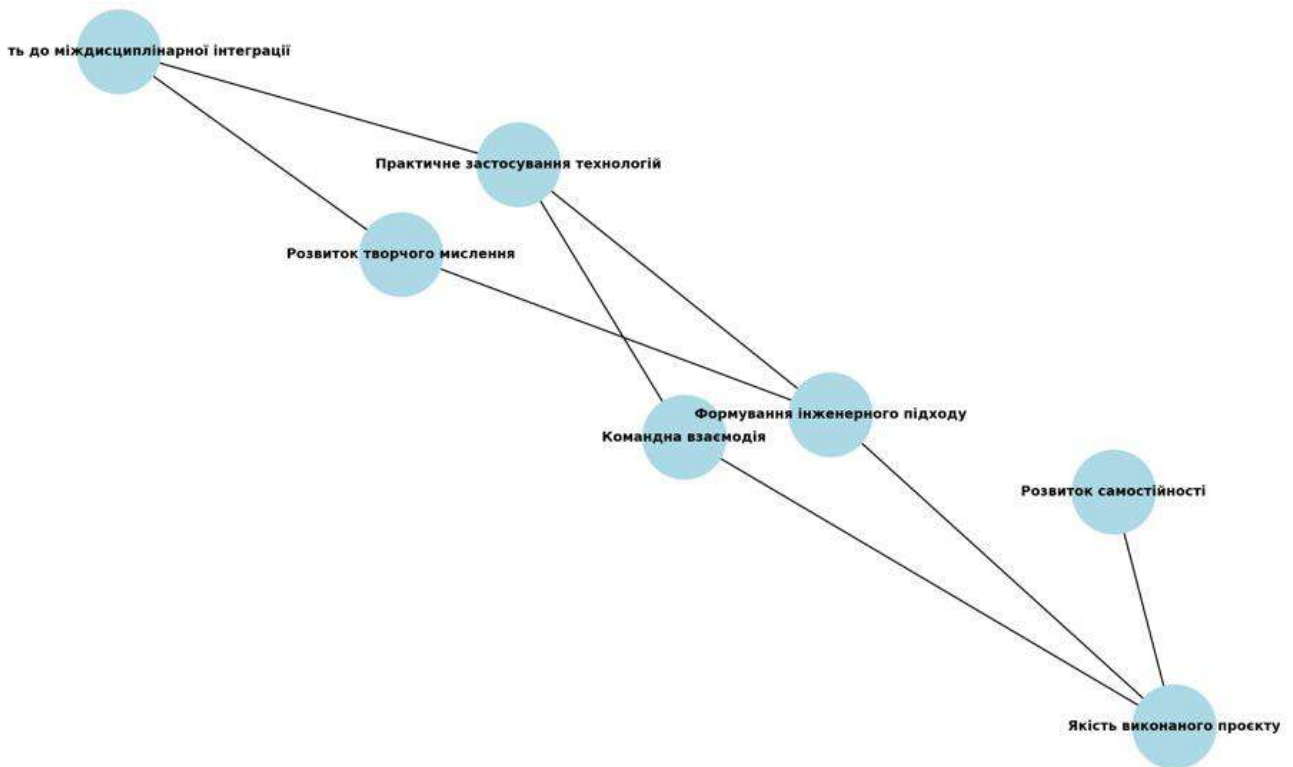 ть до міждисциплінарної інтеграції
Практичне застосування технологій
Розвиток творчого мислення
Формування інженерного підходу
Командна взаємодія
Розвиток самостійності
Якість виконаного проєкту